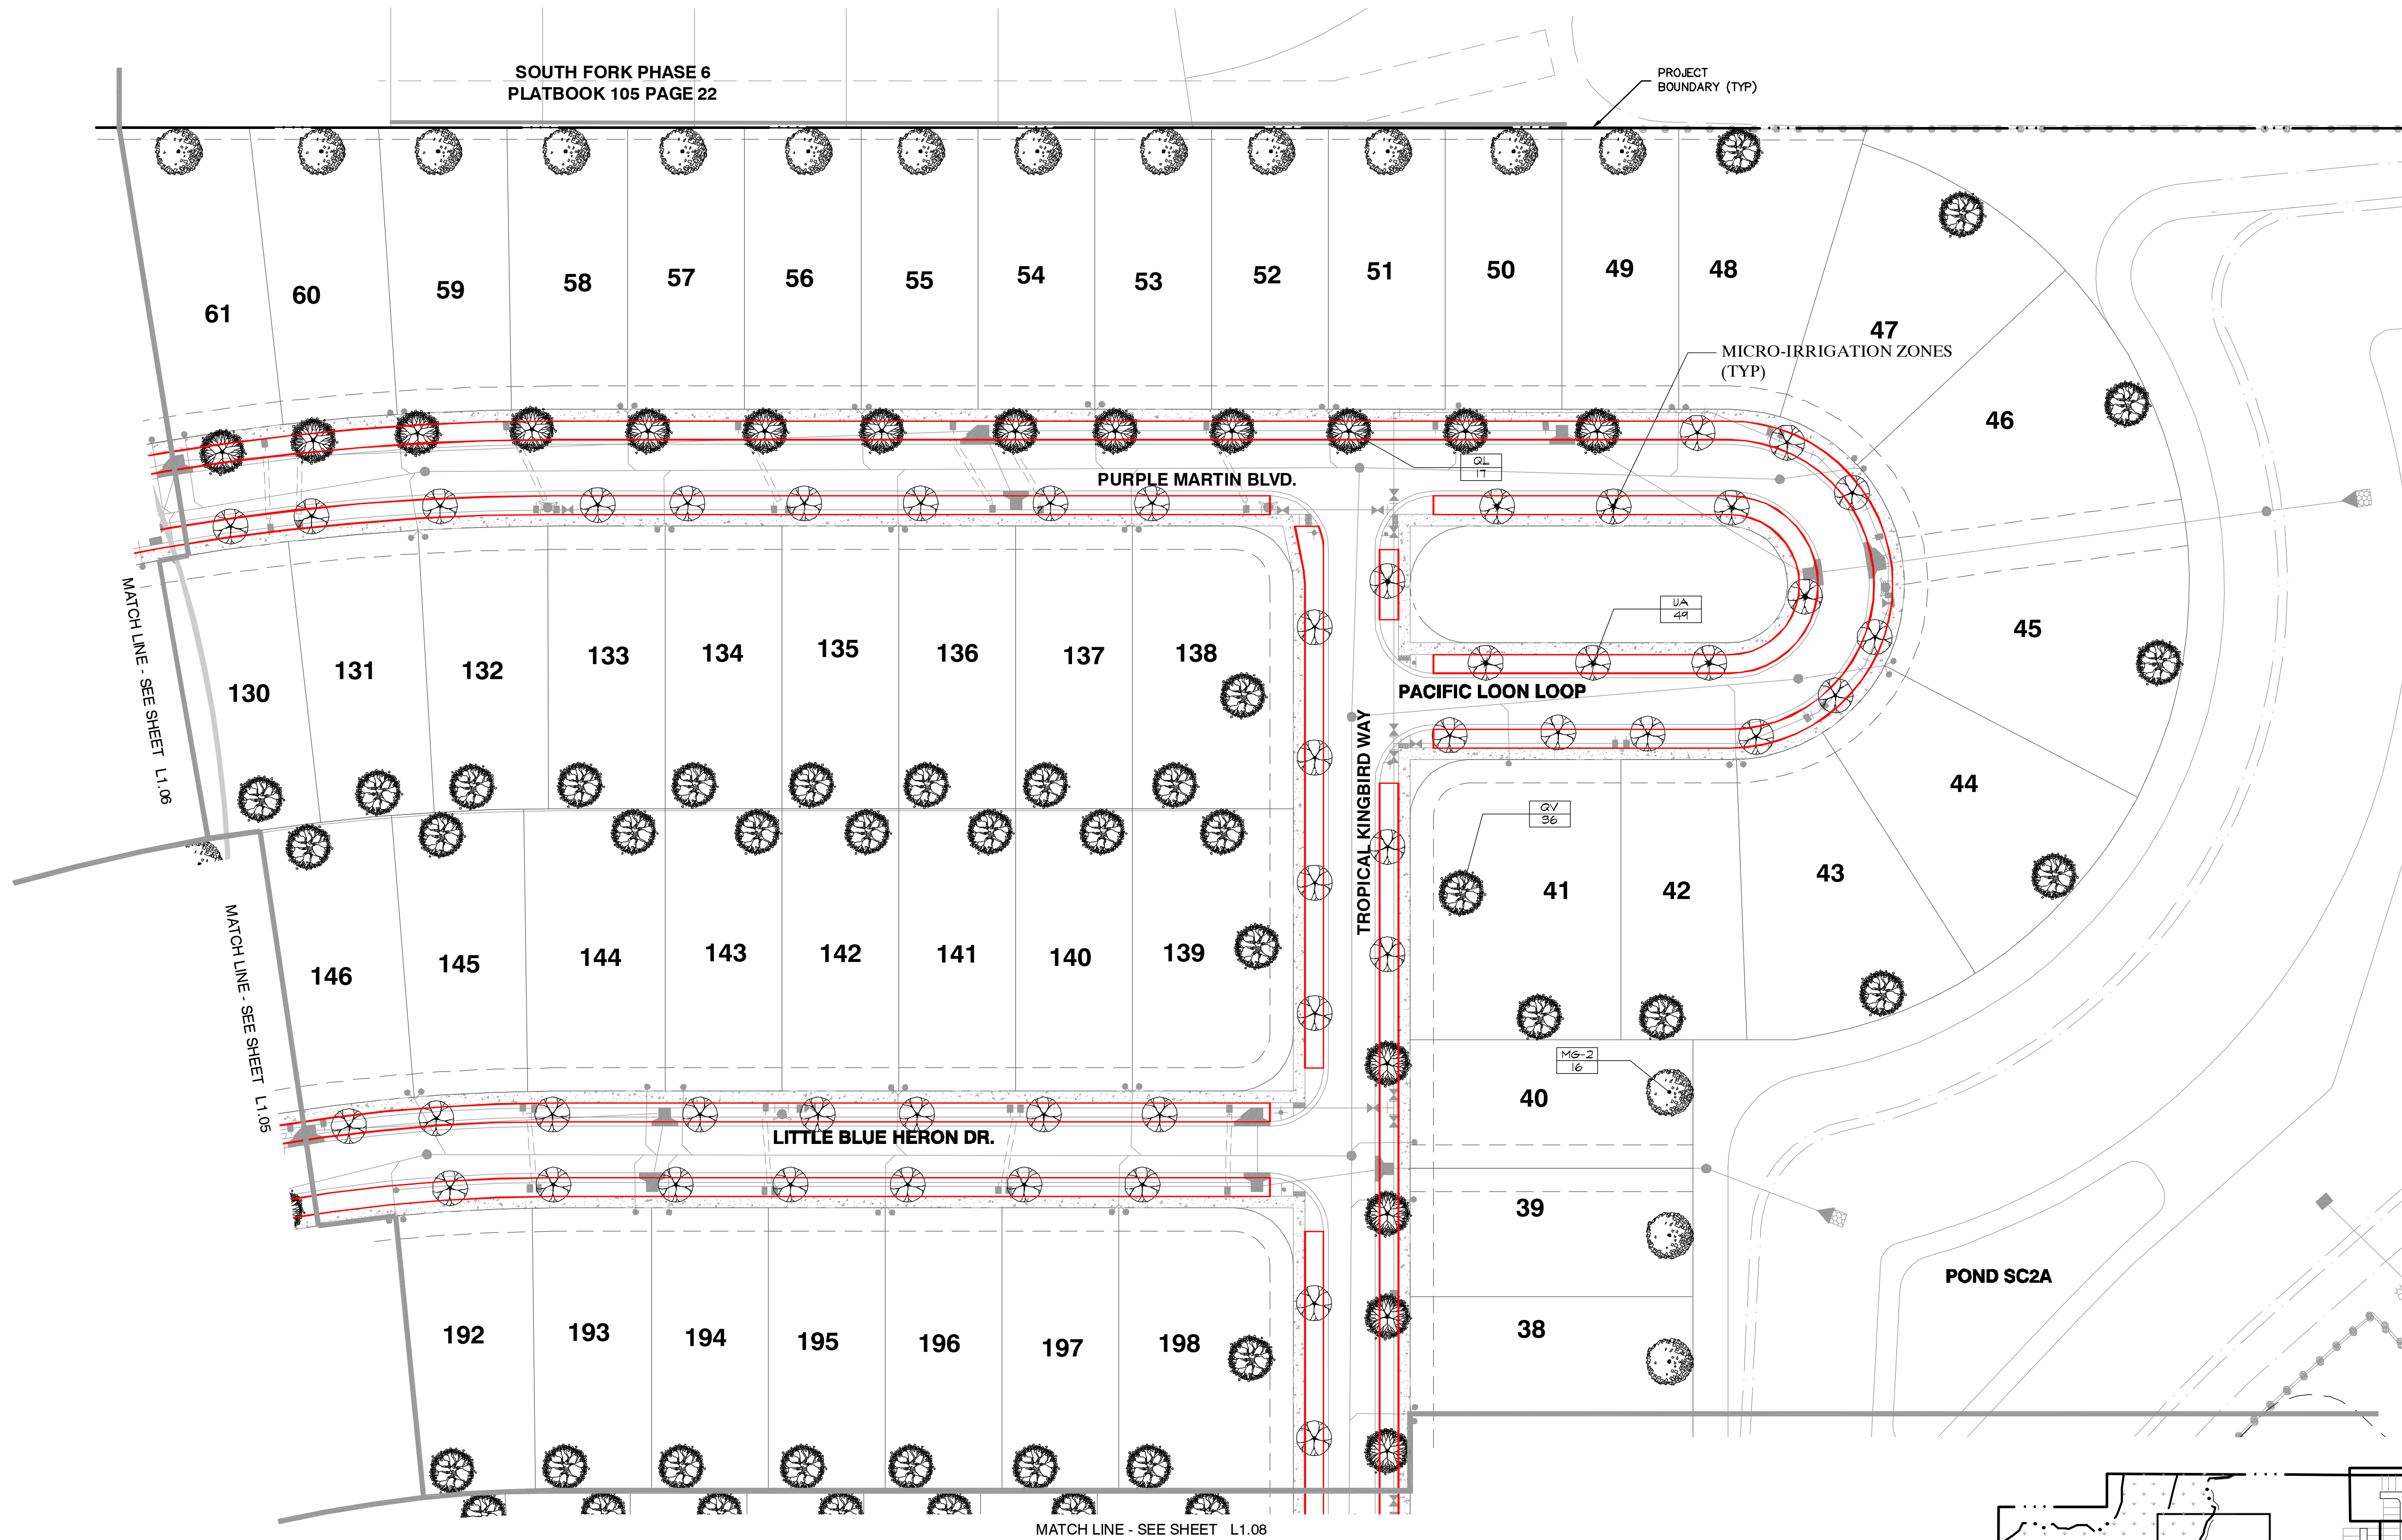 SOUTH FORK PHASE 6
PLATBOOK 105 PAGE 22
PROJECT
BOUNDARY (TYP)
61
60
59
58
57
56
55
54
53
52
51
50
49
48
47
MICRO-IRRIGATION ZONES
(TYP)
46
QL
17
PURPLE MARTIN BLVD.
UA
49
45
MATCH LINE - SEE SHEET L1.06
130
131
132
133
134
135
136
137
138
PACIFIC LOON LOOP
TROPICAL KINGBIRD WAY
44
QV
36
43
42
41
MATCH LINE - SEE SHEET L1.05
146
145
144
143
142
141
140
139
MG-2
16
40
LITTLE BLUE HERON DR.
39
POND SC2A
38
192
193
194
195
196
197
198
MATCH LINE - SEE SHEET L1.08